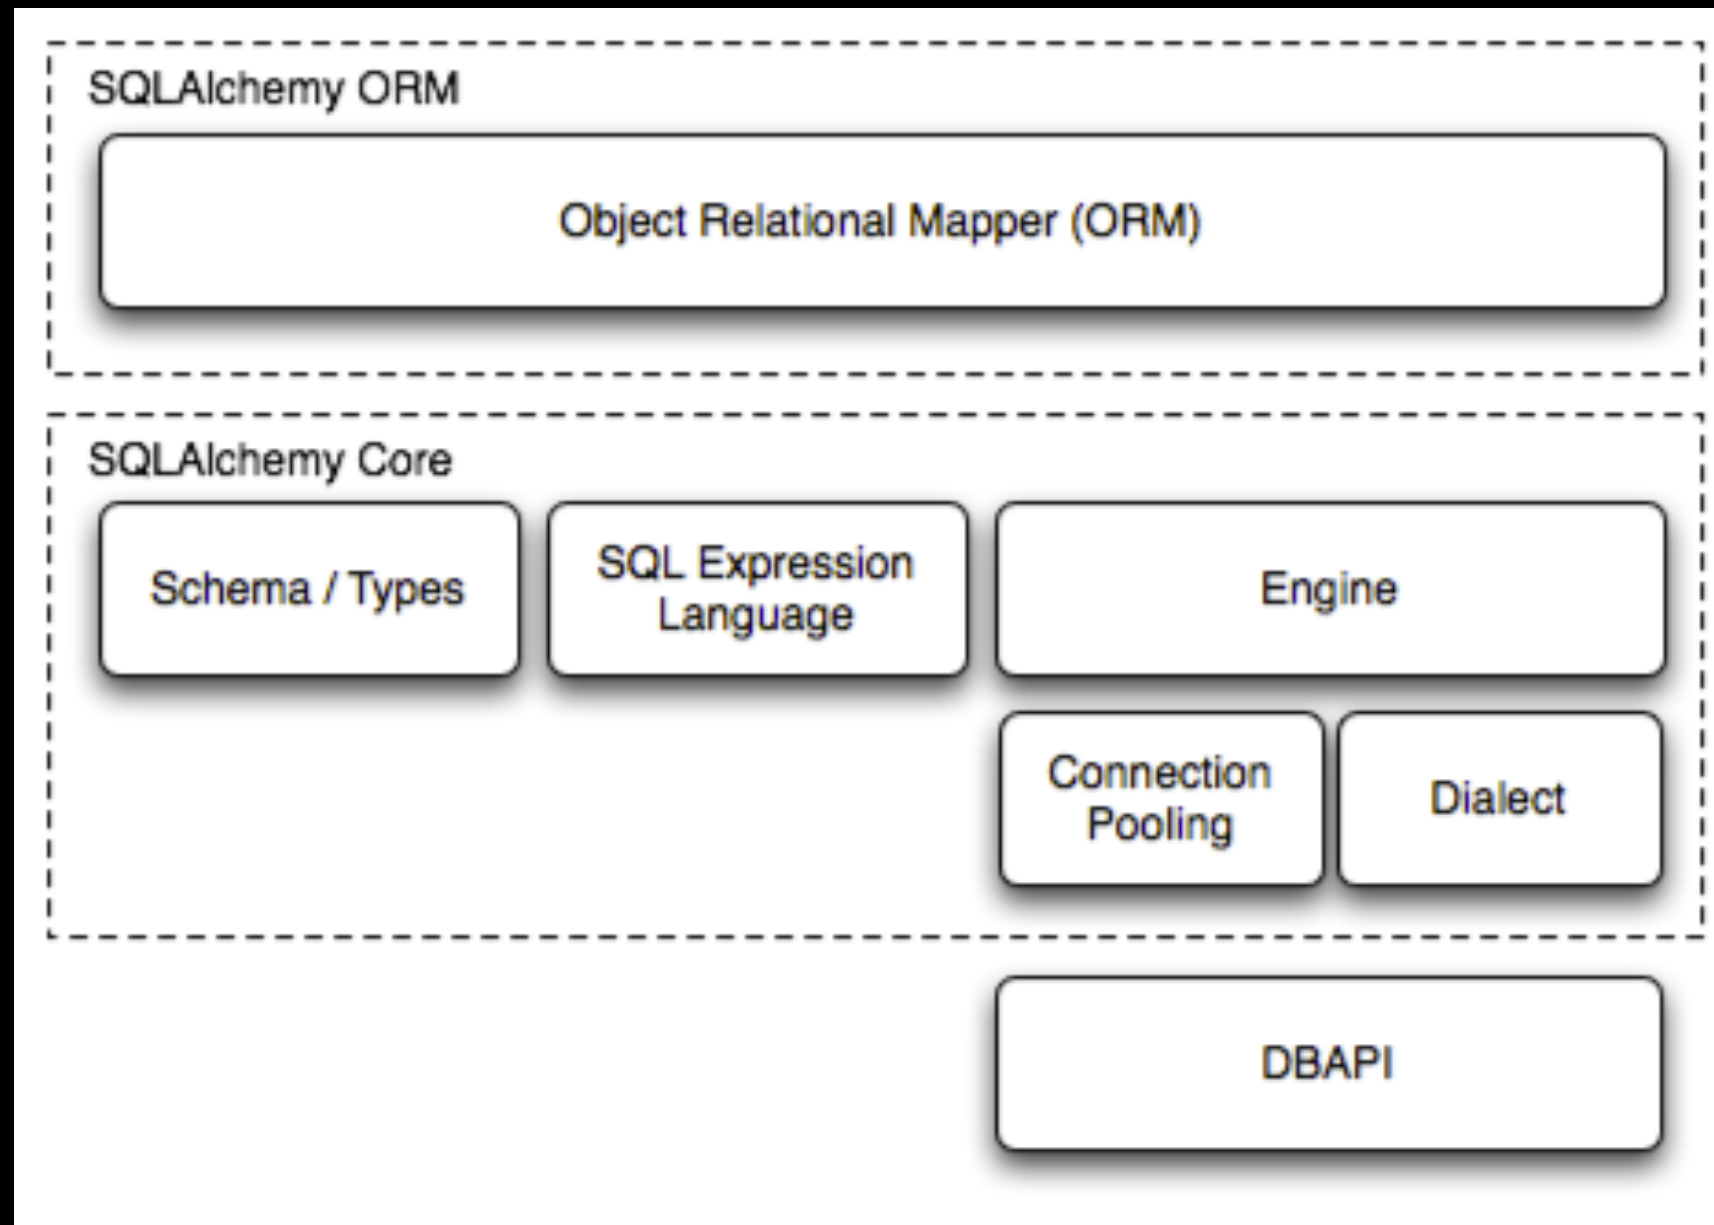 SQLAlchemy ORM
Object Relational Mapper (ORM)
SQLAlchemy Core
Schema / Types
SQL Expression
Language
Engine
Connection
Pooling
Dialect
DBAPI